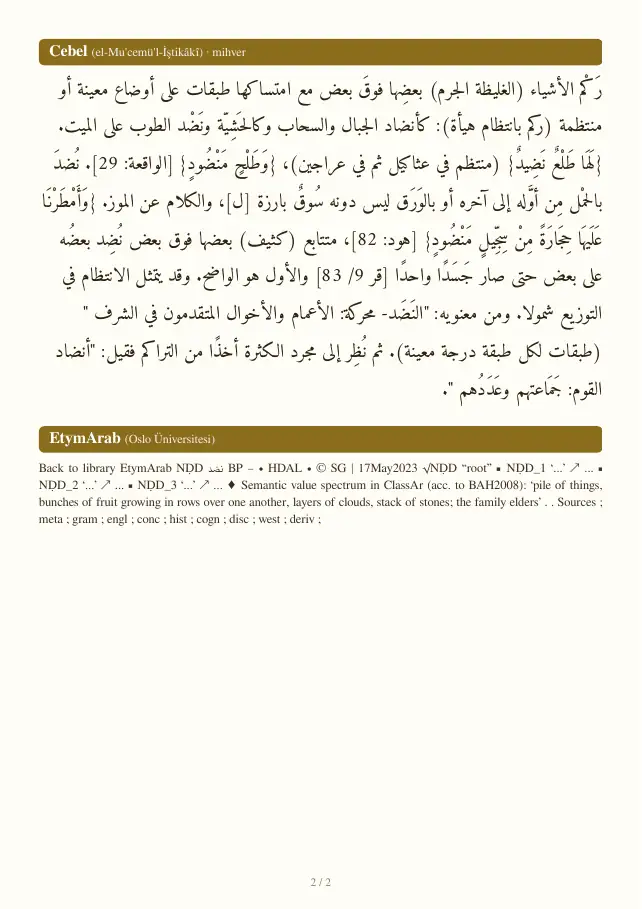 Cebel (el-Mu'cemü'l-İştikâkî) · mihver
رَكْم الأشياء (الغليظة الجرم) بعضِها فوقَ بعض مع امتساكها طبقات على أوضاع معينة أو
منتظمة (ركم بانتظام هيأة): كأنضاد الجبال والسحاب وكالحَشِيّة ونَضْد الطوب على الميت.
{لَهَا طَلْعٌ نَضِيدٌ} (منتظم في عثاكيل ثم في عراجين)، {وَطَلْحٍ مَنْضُودٍ} [الواقعة: 29]. نُضدَ
بالحَمْل مِن أوَّله إلى آخره أو بالوَرَق ليس دونه سُوقٌ بارزة [ل]، والكلام عن الموز. {وَأَمْطَرْنَا
عَلَيَها حِجَارَةً مِنْ سِجِّيلٍ مَنْضُودٍ} [هود: 82]، متتابع (كثيف) بعضها فوق بعض نُضِد بعضُه
على بعض حتى صار جَسَدًا واحدًا [قر 9/ 83] والأول هو الواضح. وقد يتمثل الانتظام في
التوزيع شمولا. ومن معنويه: "النَضَد- محركة: الأعمام والأخوال المتقدمون في الشرف "
(طبقات لكل طبقة درجة معينة). ثم نُظِر إلى مجرد الكثرة أخذًا من التراكم فقيل: "أنضاد
القوم: جَمَاعتهم وعَدَدُهم ".
EtymArab (Oslo Üniversitesi)
Back to library EtymArab NḌD نضد BP – • HDAL • © SG | 17May2023 √NḌD “root” ▪ NḌD_1 ‘...’ ↗ ... ▪
NḌD_2 ‘...’ ↗ ... ▪ NḌD_3 ‘...’ ↗ ... ♦ Semantic value spectrum in ClassAr (acc. to BAH2008): ‘pile of things,
bunches of fruit growing in rows over one another, layers of clouds, stack of stones; the family elders’ . . Sources ;
meta ; gram ; engl ; conc ; hist ; cogn ; disc ; west ; deriv ;
2 / 2